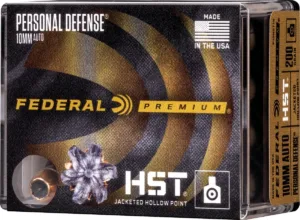 PERSONAL DEFENSE
10MM AUTO
MADE
IN THE USA
FEDERAL
PREMIUM
HST
JACKETED HOLLOW POINT
10MM AUTO
HST
200